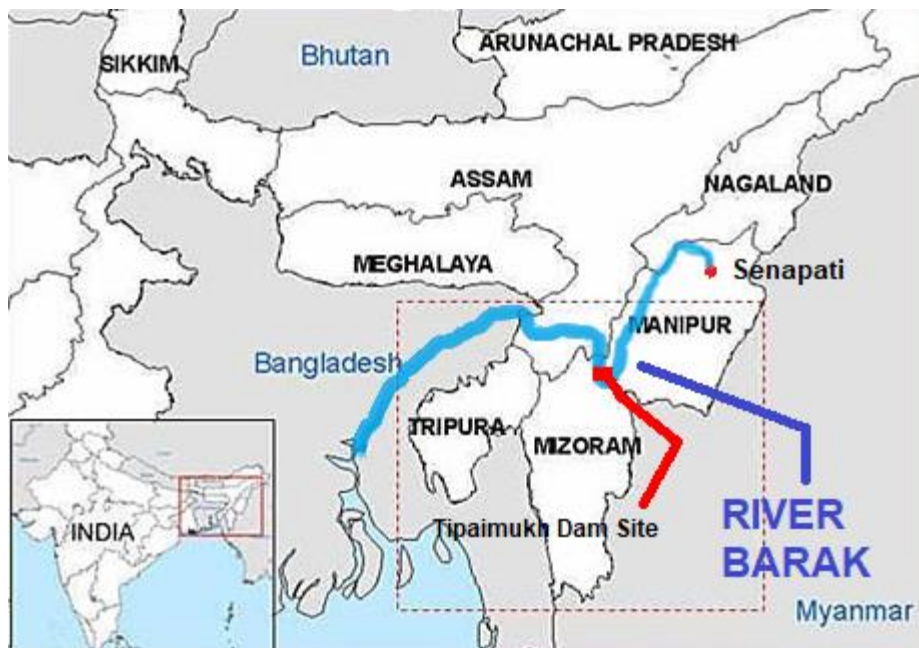 ARUNACHAL PRADESH
Bhutan
SIKKIM
ASSAM
NAGALAND
MEGHALAYA
Senapati
MANIPUR
Bangladesh
TRIPURA
MIZORAM
INDIA
Tipaimukh Dam Site
RIVER
BARAK
Myanmar